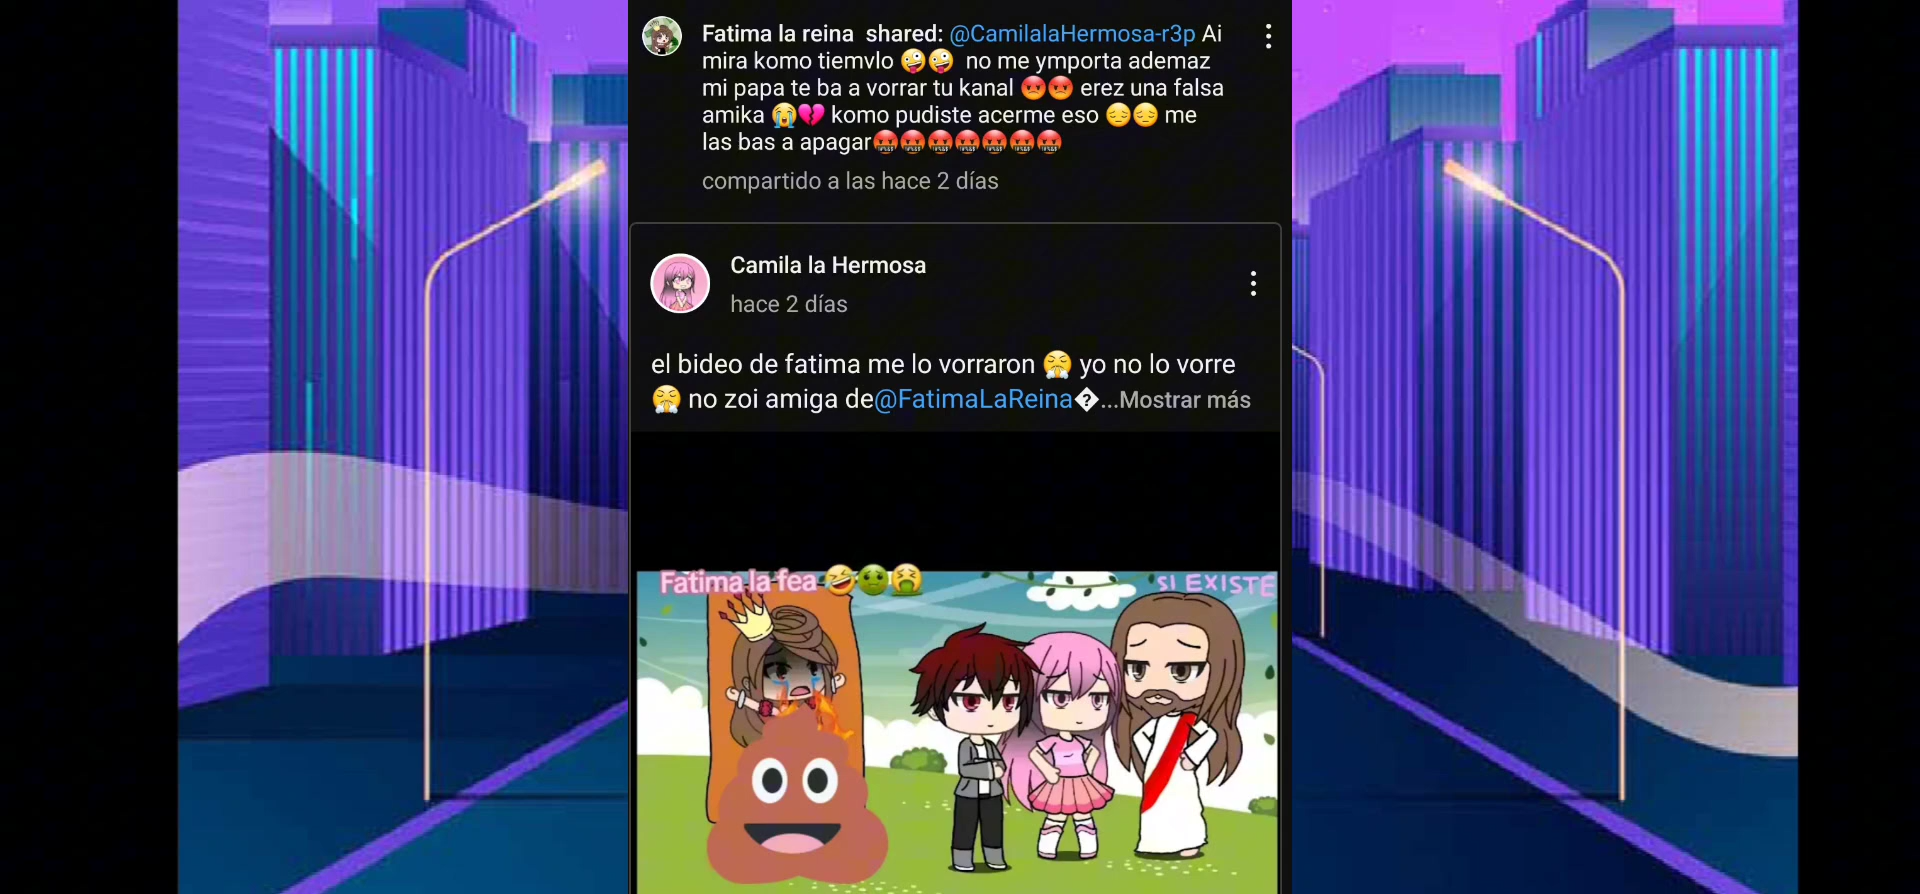 Fatima la reina shared: @CamilalaHermosa-r3p Ai
mira komo tiemvlo 🤪🤪 no me ymporta ademaz
mi papa te ba a vorrar tu kanal 😡😡 erez una falsa
amika 😭💔 komo pudiste acerme eso 😔😔 me
las bas a apagar🤬🤬🤬🤬🤬🤬🤬
compartido a las hace 2 días
Camila la Hermosa
hace 2 días
el bideo de fatima me lo vorraron 😤 yo no lo vorre
😤 no zoi amiga de@FatimaLaReina�...Mostrar más
Fatima la fea 🤣🤢🤮
SI EXISTE